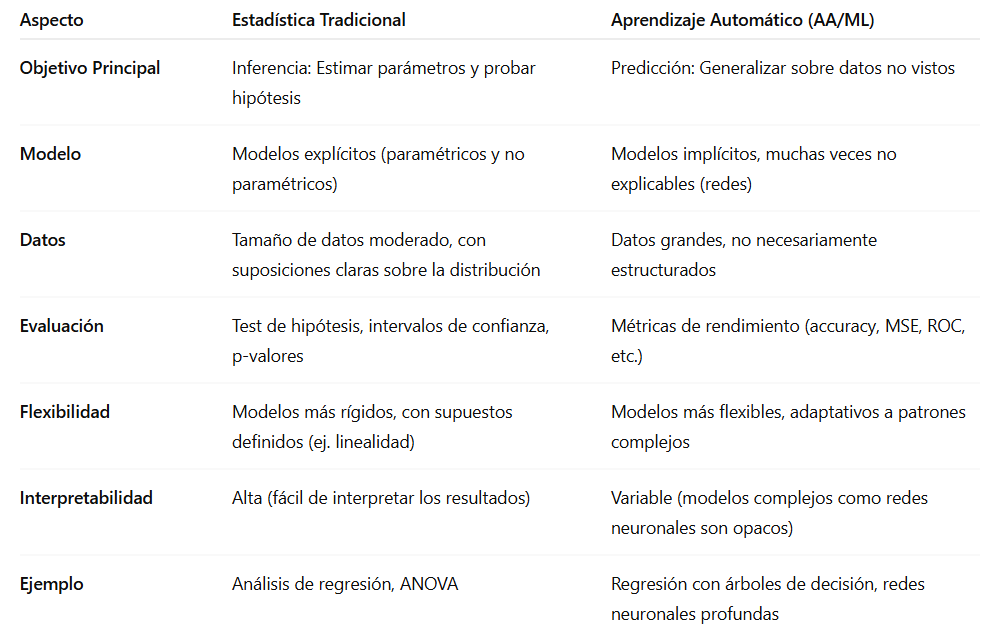 Aspecto Estadística Tradicional Aprendizaje Automático (AA/ML)
Objetivo Principal Inferencia: Estimar parámetros y probar Predicción: Generalizar sobre datos no vistos
hipótesis
Modelo Modelos explícitos (paramétricos y no Modelos implícitos, muchas veces no
paramétricos) explicables (redes)
Datos Tamaño de datos moderado, con Datos grandes, no necesariamente
suposiciones claras sobre la distribución estructurados
Evaluación Test de hipótesis, intervalos de confianza, Métricas de rendimiento (accuracy, MSE, ROC,
p-valores etc.)
Flexibilidad Modelos más rígidos, con supuestos Modelos más flexibles, adaptativos a patrones
definidos (ej. linealidad) complejos
Interpretabilidad Alta (fácil de interpretar los resultados) Variable (modelos complejos como redes
neuronales son opacos)
Ejemplo Análisis de regresión, ANOVA Regresión con árboles de decisión, redes
neuronales profundas